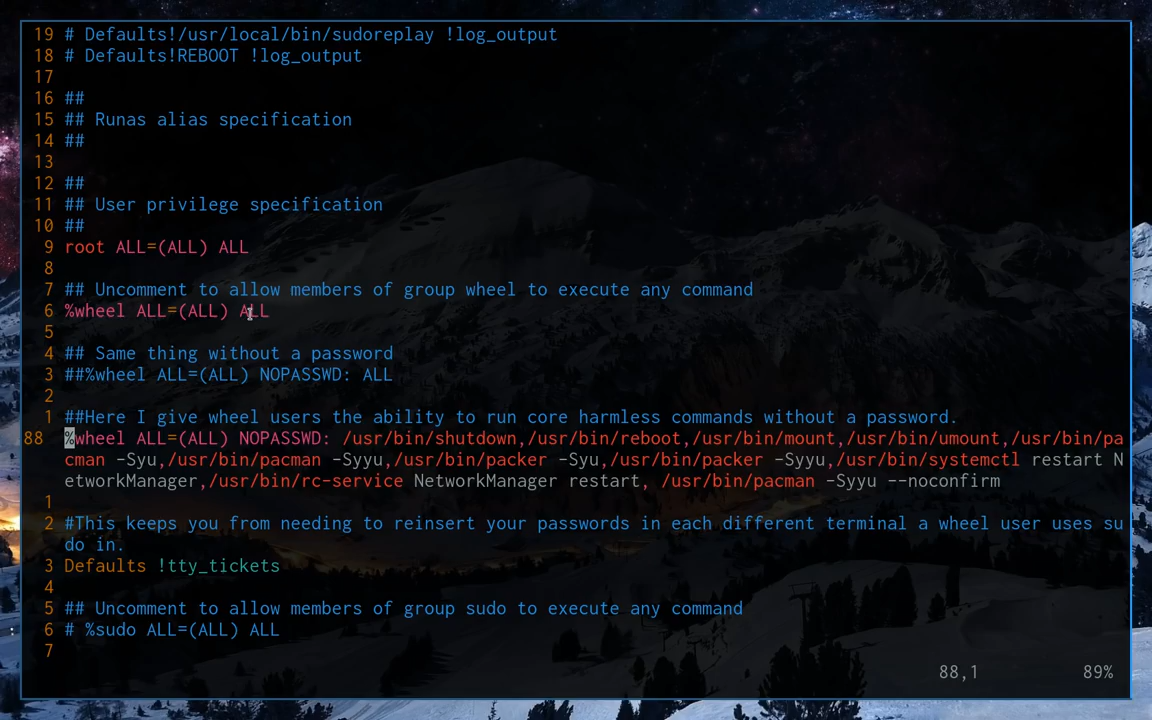 19 # Defaults!/usr/local/bin/sudoreplay !log_output
18 # Defaults!REBOOT !log_output
17
16 ##
15 ## Runas alias specification
14 ##
13
12 ##
11 ## User privilege specification
10 ##
9 root ALL=(ALL) ALL
8
7 ## Uncomment to allow members of group wheel to execute any command
6 %wheel ALL=(ALL) ALL
5
4 ## Same thing without a password
3 ##%wheel ALL=(ALL) NOPASSWD: ALL
2
1 ##Here I give wheel users the ability to run core harmless commands without a password.
88 %wheel ALL=(ALL) NOPASSWD: /usr/bin/shutdown,/usr/bin/reboot,/usr/bin/mount,/usr/bin/umount,/usr/bin/pa
cman -Syu,/usr/bin/pacman -Syyu,/usr/bin/packer -Syu,/usr/bin/packer -Syyu,/usr/bin/systemctl restart N
etworkManager,/usr/bin/rc-service NetworkManager restart, /usr/bin/pacman -Syyu --noconfirm
1
2 #This keeps you from needing to reinsert your passwords in each different terminal a wheel user uses su
do in.
3 Defaults !tty_tickets
4
5 ## Uncomment to allow members of group sudo to execute any command
6 # %sudo ALL=(ALL) ALL
7
88,1 89%